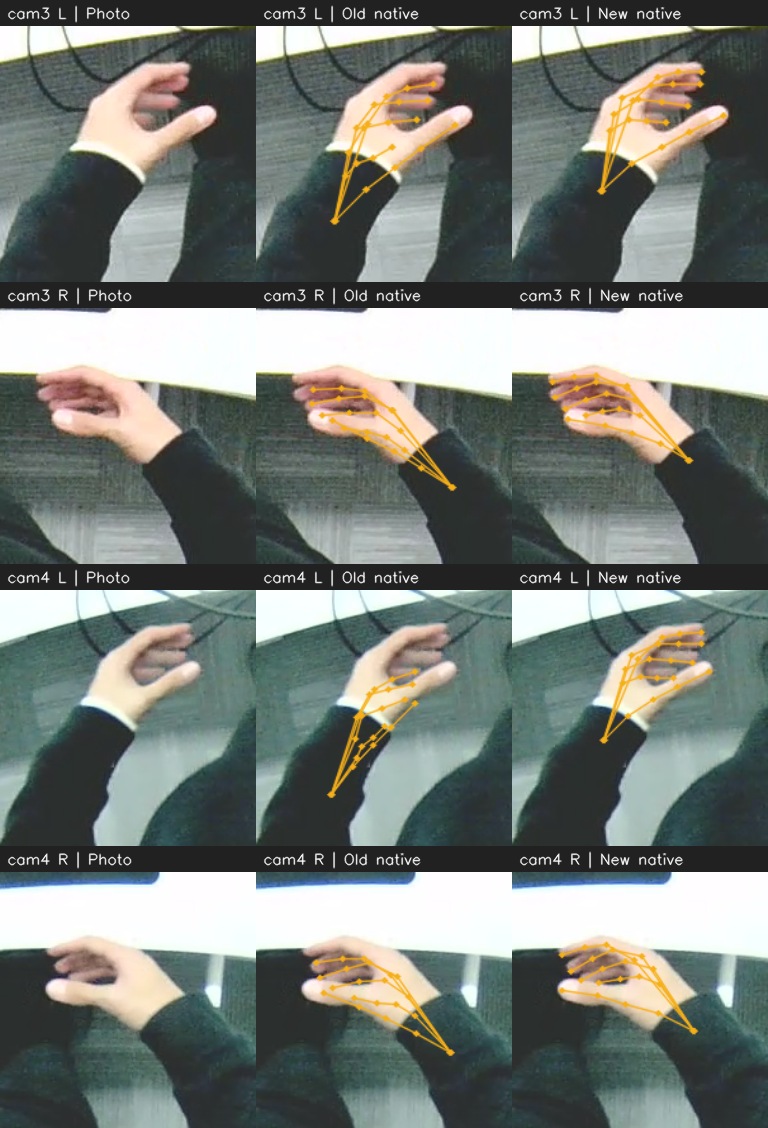 cam3 L | Photo
cam3 L | Old native
cam3 L | New native
cam3 R | Photo
cam3 R | Old native
cam3 R | New native
cam4 L | Photo
cam4 L | Old native
cam4 L | New native
cam4 R | Photo
cam4 R | Old native
cam4 R | New native